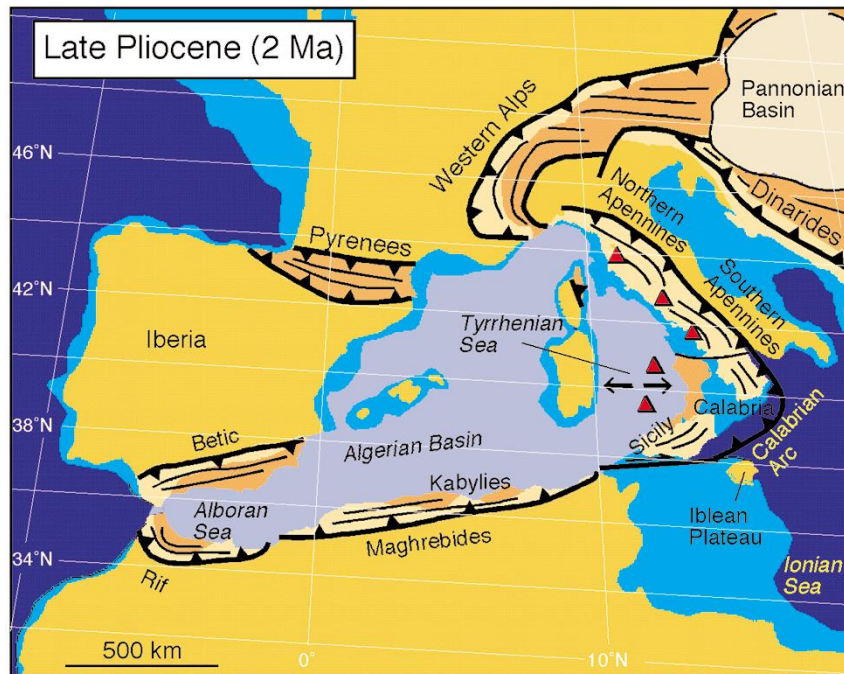 Late Pliocene (2 Ma)
Pannonian
Basin
Western Alps
46°N
Northern
Apennines
Dinarides
Pyrenees
42°N
Southern
Apennines
Tyrrhenian
Sea
Iberia
38°N
Calabria
Betic
Algerian Basin
Sicily
Calabrian
Arc
Kabylies
Alboran
Sea
Iblean
Plateau
Maghrebides
34°N
Ionian
Sea
Rif
500 km
0°
10°N